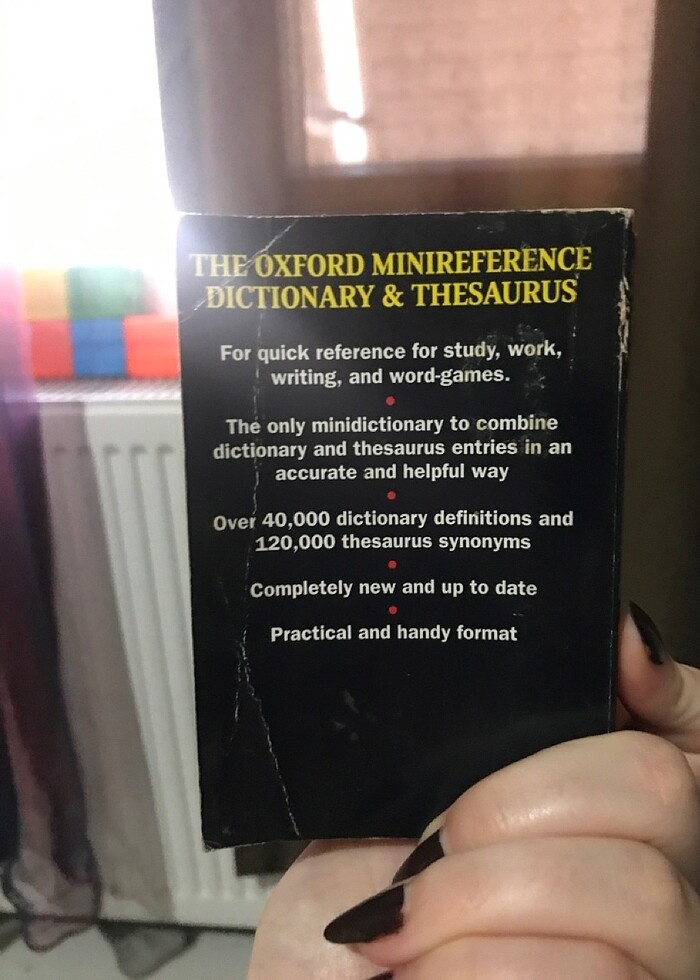 THE OXFORD MINIREFERENCE
DICTIONARY & THESAURUS
For quick reference for study, work,
writing, and word-games.
The only minidictionary to combine
dictionary and thesaurus entries in an
accurate and helpful way
Over 40,000 dictionary definitions and
120,000 thesaurus synonyms
Completely new and up to date
Practical and handy format